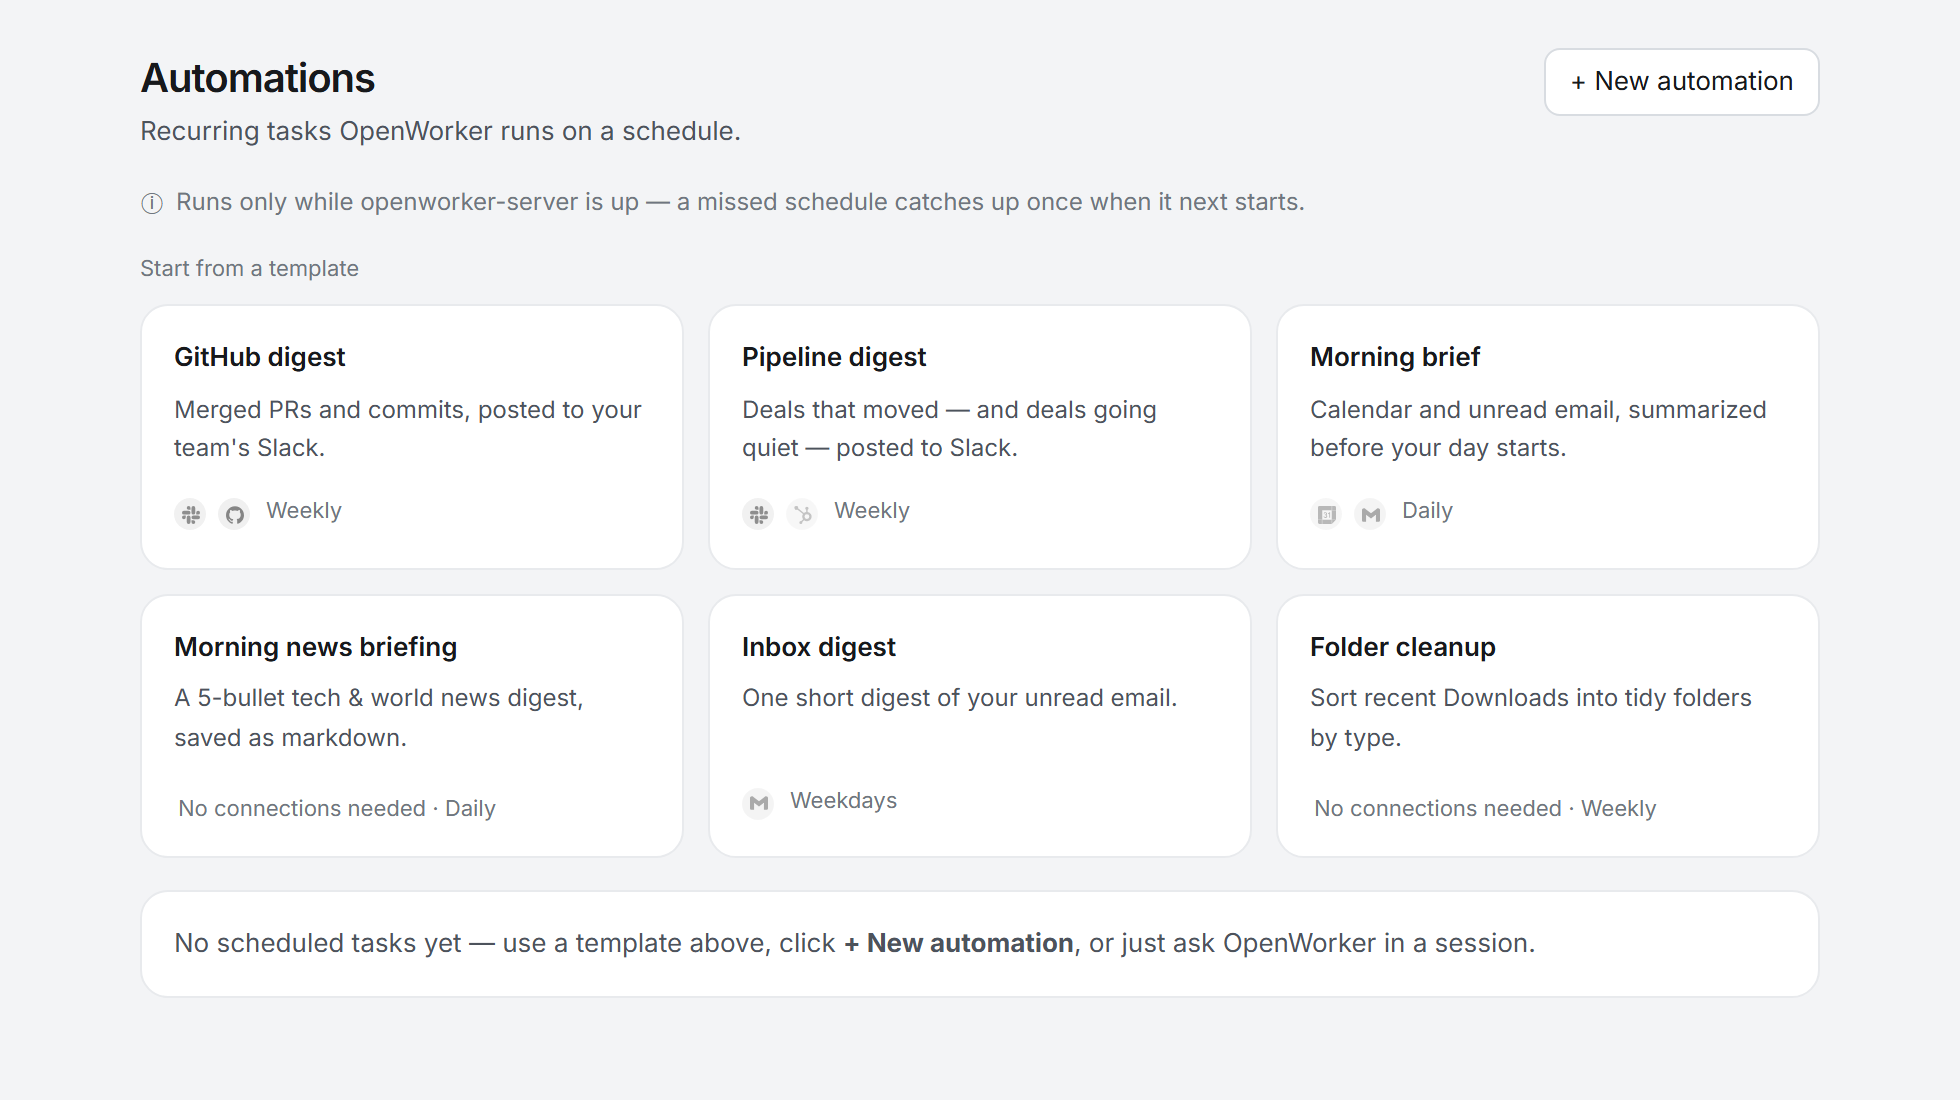 Automations
+ New automation
Recurring tasks OpenWorker runs on a schedule.
Runs only while openworker-server is up — a missed schedule catches up once when it next starts.
Start from a template
GitHub digest
Merged PRs and commits, posted to your
team's Slack.
Weekly
Pipeline digest
Deals that moved — and deals going
quiet — posted to Slack.
Weekly
Morning brief
Calendar and unread email, summarized
before your day starts.
31
Daily
Morning news briefing
A 5-bullet tech & world news digest,
saved as markdown.
No connections needed · Daily
Inbox digest
One short digest of your unread email.
Weekdays
Folder cleanup
Sort recent Downloads into tidy folders
by type.
No connections needed · Weekly
No scheduled tasks yet — use a template above, click + New automation, or just ask OpenWorker in a session.